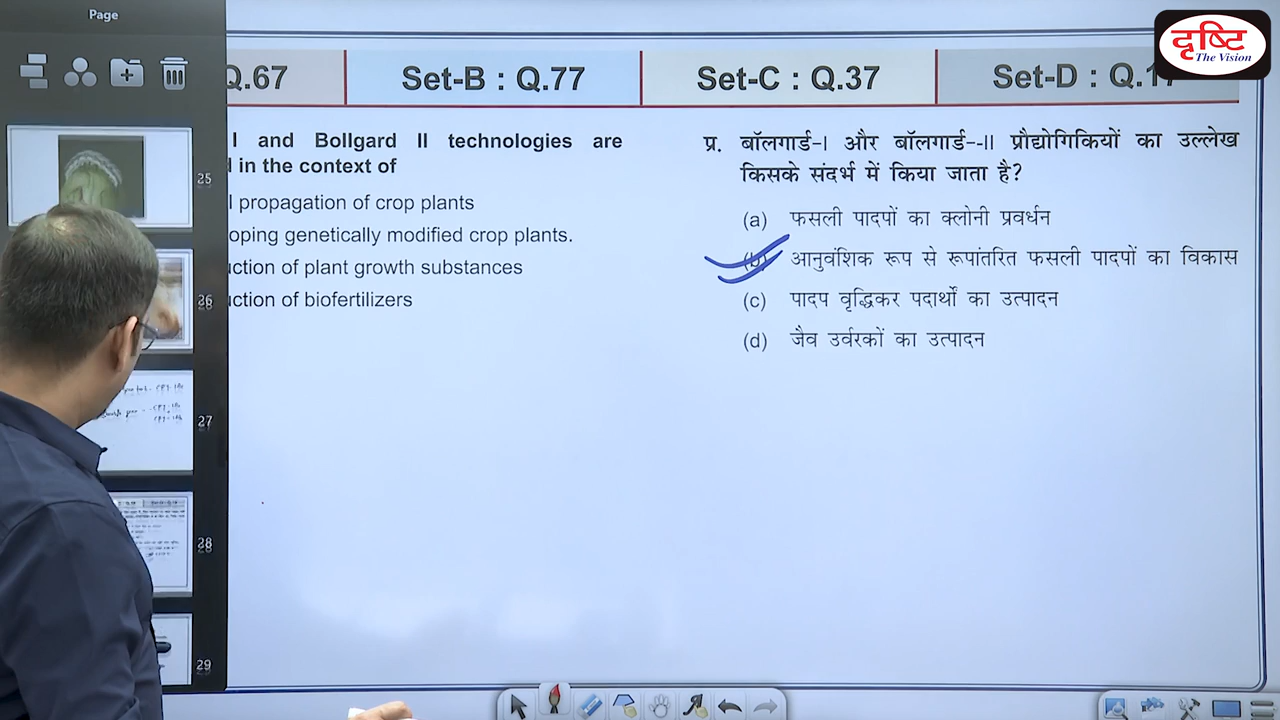 Page
दृष्टि
The Vision
Q.67
Set-B : Q.77
Set-C : Q.37
Set-D : Q.1
I and Bollgard II technologies are
in the context of
propagation of crop plants
oping genetically modified crop plants.
uction of plant growth substances
uction of biofertilizers
प्र. बॉलगार्ड-I और बॉलगार्ड--II प्रौद्योगिकियों का उल्लेख
किसके संदर्भ में किया जाता है?
(a) फसली पादपों का क्लोनी प्रवर्धन
(b) आनुवंशिक रूप से रूपांतरित फसली पादपों का विकास
(c) पादप वृद्धिकर पदार्थों का उत्पादन
(d) जैव उर्वरकों का उत्पादन
25
26
27
28
29